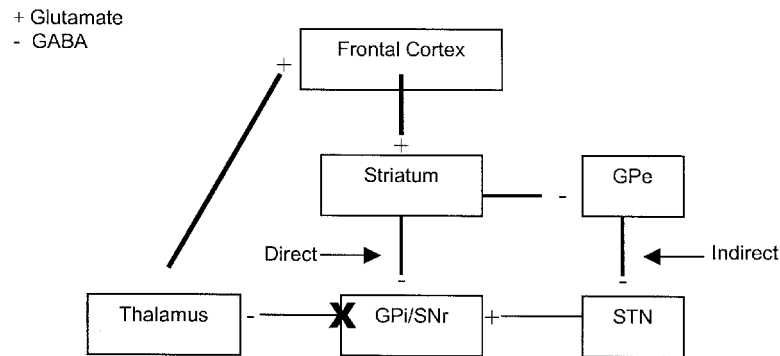 + Glutamate
- GABA
Frontal Cortex
+
+
Striatum
GPe
-
Direct
Indirect
-
-
Thalamus
-
X
GPi/SNr
+
STN